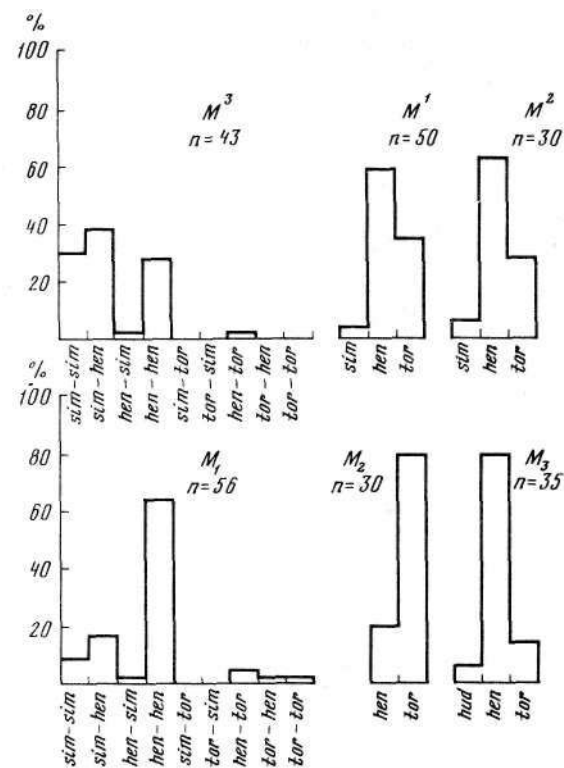 %
100
80
60
40
20
M³
n = 43
M¹
n = 50
M²
n = 30
sim-sim
sim-hen
hen-sim
hen-hen
sim-tor
tor-sim
hen-tor
tor-hen
tor-tor
sim
hen
tor
sim
hen
tor
%
100
80
60
40
20
M₁
n = 56
M₂
n = 30
M₃
n = 35
sim-sim
sim-hen
hen-sim
hen-hen
sim-tor
tor-sim
hen-tor
tor-hen
tor-tor
hen
tor
hud
hen
tor